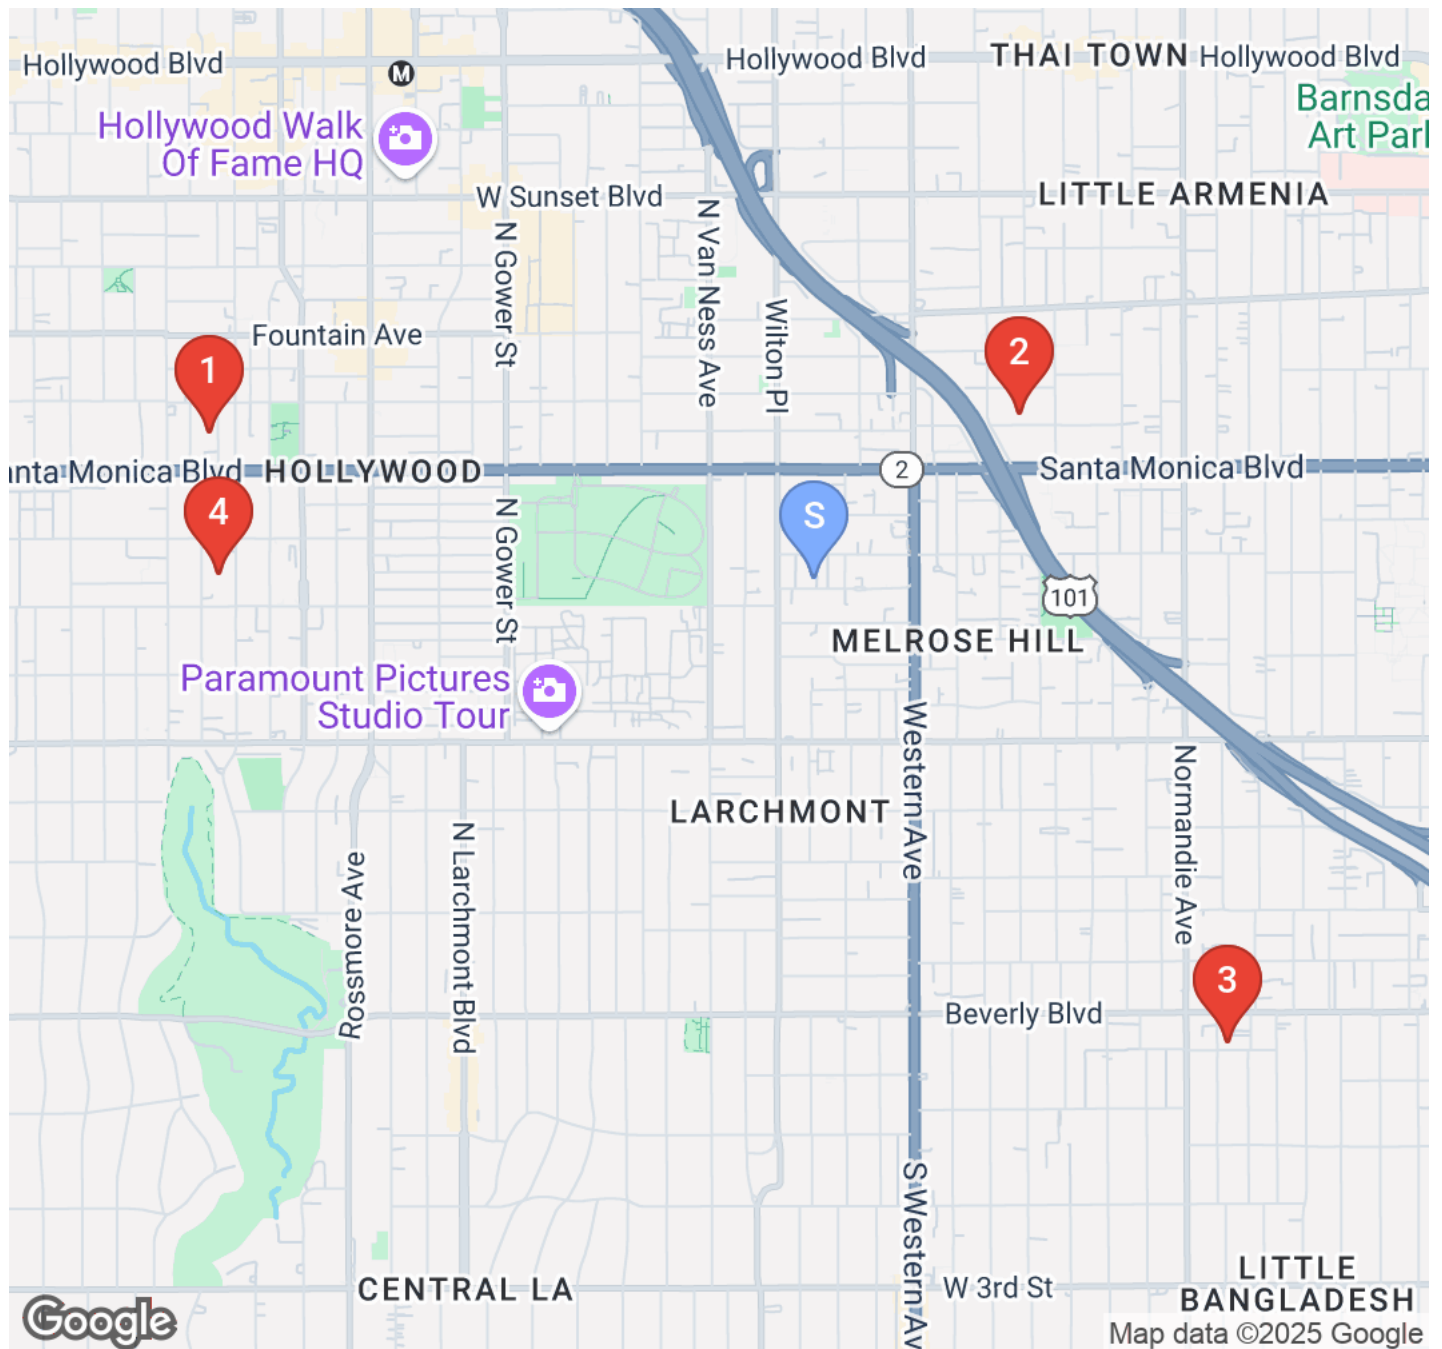 Hollywood Blvd
M
Hollywood Blvd
THAI TOWN
Hollywood Blvd
Barnsda
Art Parl
Hollywood Walk
Of Fame HQ
W Sunset Blvd
LITTLE ARMENIA
N Gower St
N Van Ness Ave
Wilton Pl
Fountain Ave
1
2
anta Monica Blvd
HOLLYWOOD
2
Santa Monica Blvd
4
S
N Gower St
101
MELROSE HILL
Paramount Pictures
Studio Tour
Western Ave
Normandie Ave
LARCHMONT
N Larchmont Blvd
Rossmore Ave
3
Beverly Blvd
S Western Av
CENTRAL LA
W 3rd St
LITTLE
BANGLADESH
Google
Map data ©2025 Google